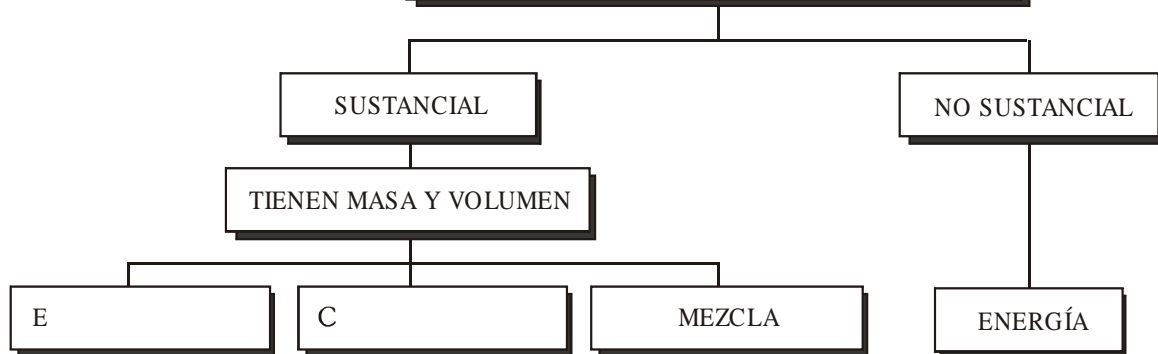 SUSTANCIAL
NO SUSTANCIAL
TIENEN MASA Y VOLUMEN
E
C
MEZCLA
ENERGÍA